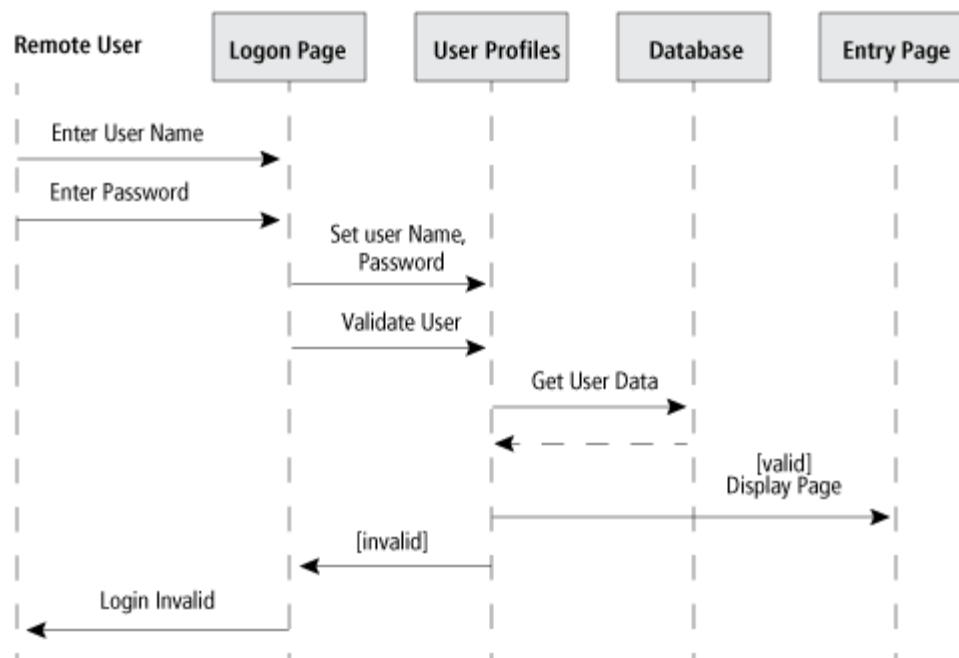 Remote User
Logon Page
User Profiles
Database
Entry Page
Enter User Name
Enter Password
Set user Name,
Password
Validate User
Get User Data
[valid]
Display Page
[invalid]
Login Invalid